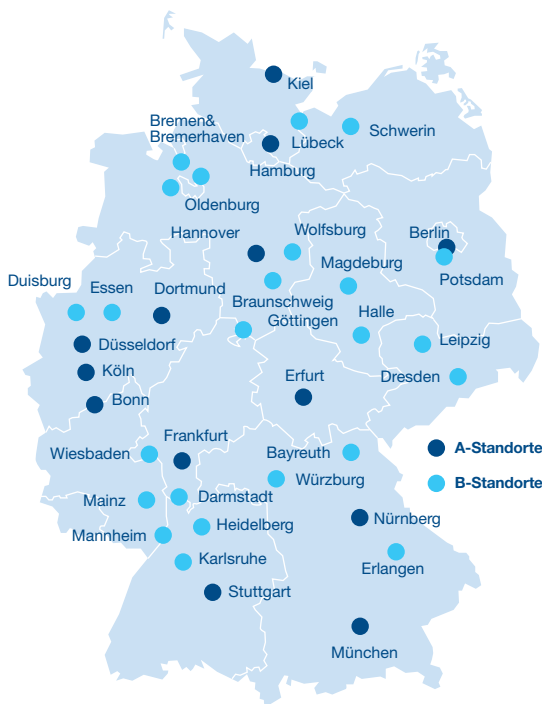 Kiel
Bremen&
Bremerhaven
Lübeck
Schwerin
Hamburg
Oldenburg
Hannover
Wolfsburg
Berlin
Magdeburg
Potsdam
Duisburg
Essen
Dortmund
Braunschweig
Göttingen
Halle
Düsseldorf
Leipzig
Köln
Erfurt
Dresden
Bonn
Frankfurt
A-Standorte
Wiesbaden
Bayreuth
Würzburg
B-Standorte
Mainz
Darmstadt
Nürnberg
Heidelberg
Mannheim
Karlsruhe
Erlangen
Stuttgart
München